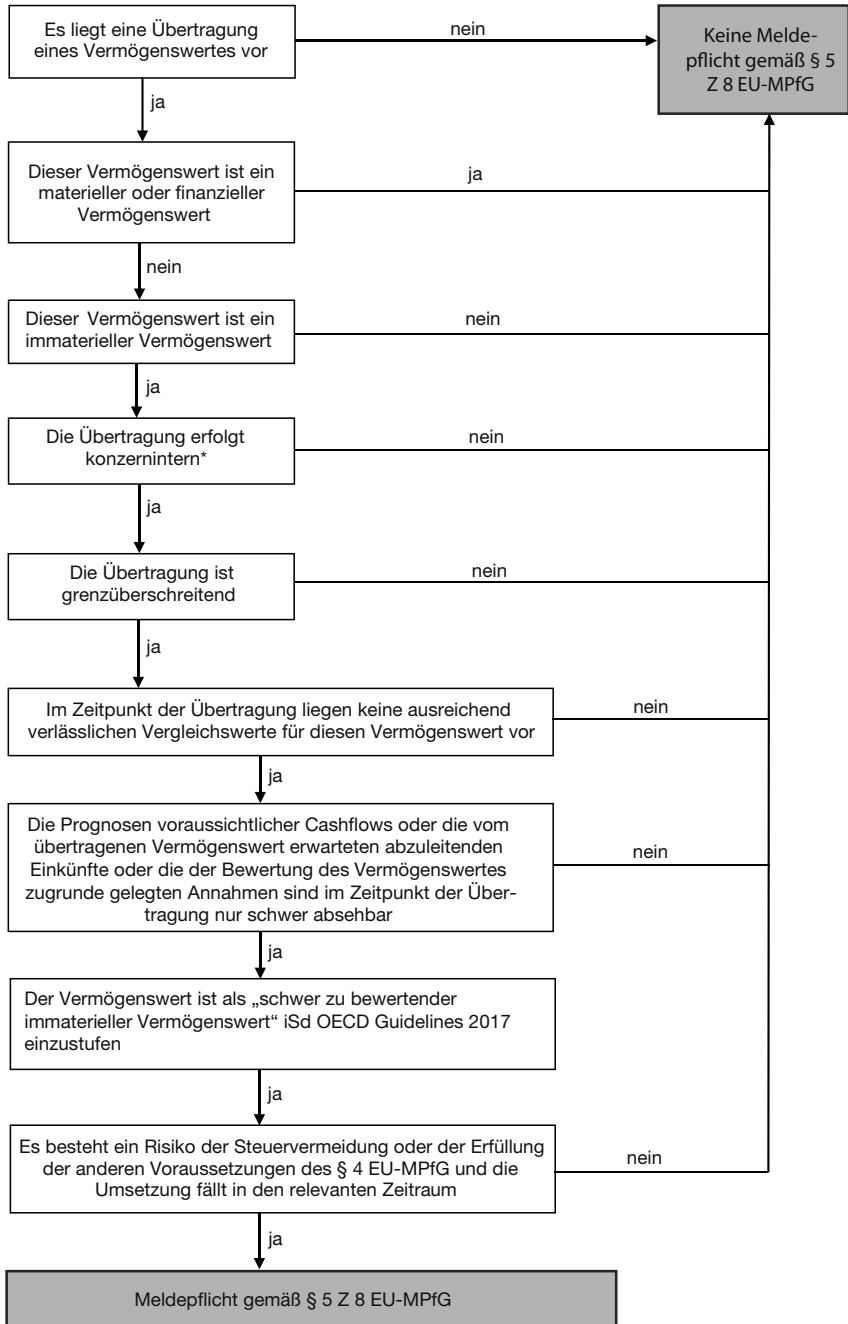 Es liegt eine Übertragung
eines Vermögenswertes vor
nein
Keine Melde-
pflicht gemäß § 5
Z 8 EU-MPfG
ja
Dieser Vermögenswert ist ein
materieller oder finanzieller
Vermögenswert
ja
nein
Dieser Vermögenswert ist ein
immaterieller Vermögenswert
nein
ja
Die Übertragung erfolgt
konzernintern*
nein
ja
Die Übertragung ist
grenzüberschreitend
nein
ja
Im Zeitpunkt der Übertragung liegen keine ausreichend
verlässlichen Vergleichswerte für diesen Vermögenswert vor
nein
ja
Die Prognosen voraussichtlicher Cashflows oder die vom
übertragenen Vermögenswert erwarteten abzuleitenden
Einkünfte oder die der Bewertung des Vermögenswertes
zugrunde gelegten Annahmen sind im Zeitpunkt der Über-
tragung nur schwer absehbar
nein
ja
Der Vermögenswert ist als „schwer zu bewertender
immaterieller Vermögenswert“ iSd OECD Guidelines 2017
einzustufen
ja
Es besteht ein Risiko der Steuervermeidung oder der Erfüllung
der anderen Voraussetzungen des § 4 EU-MPfG und die
Umsetzung fällt in den relevanten Zeitraum
nein
ja
Meldepflicht gemäß § 5 Z 8 EU-MPfG